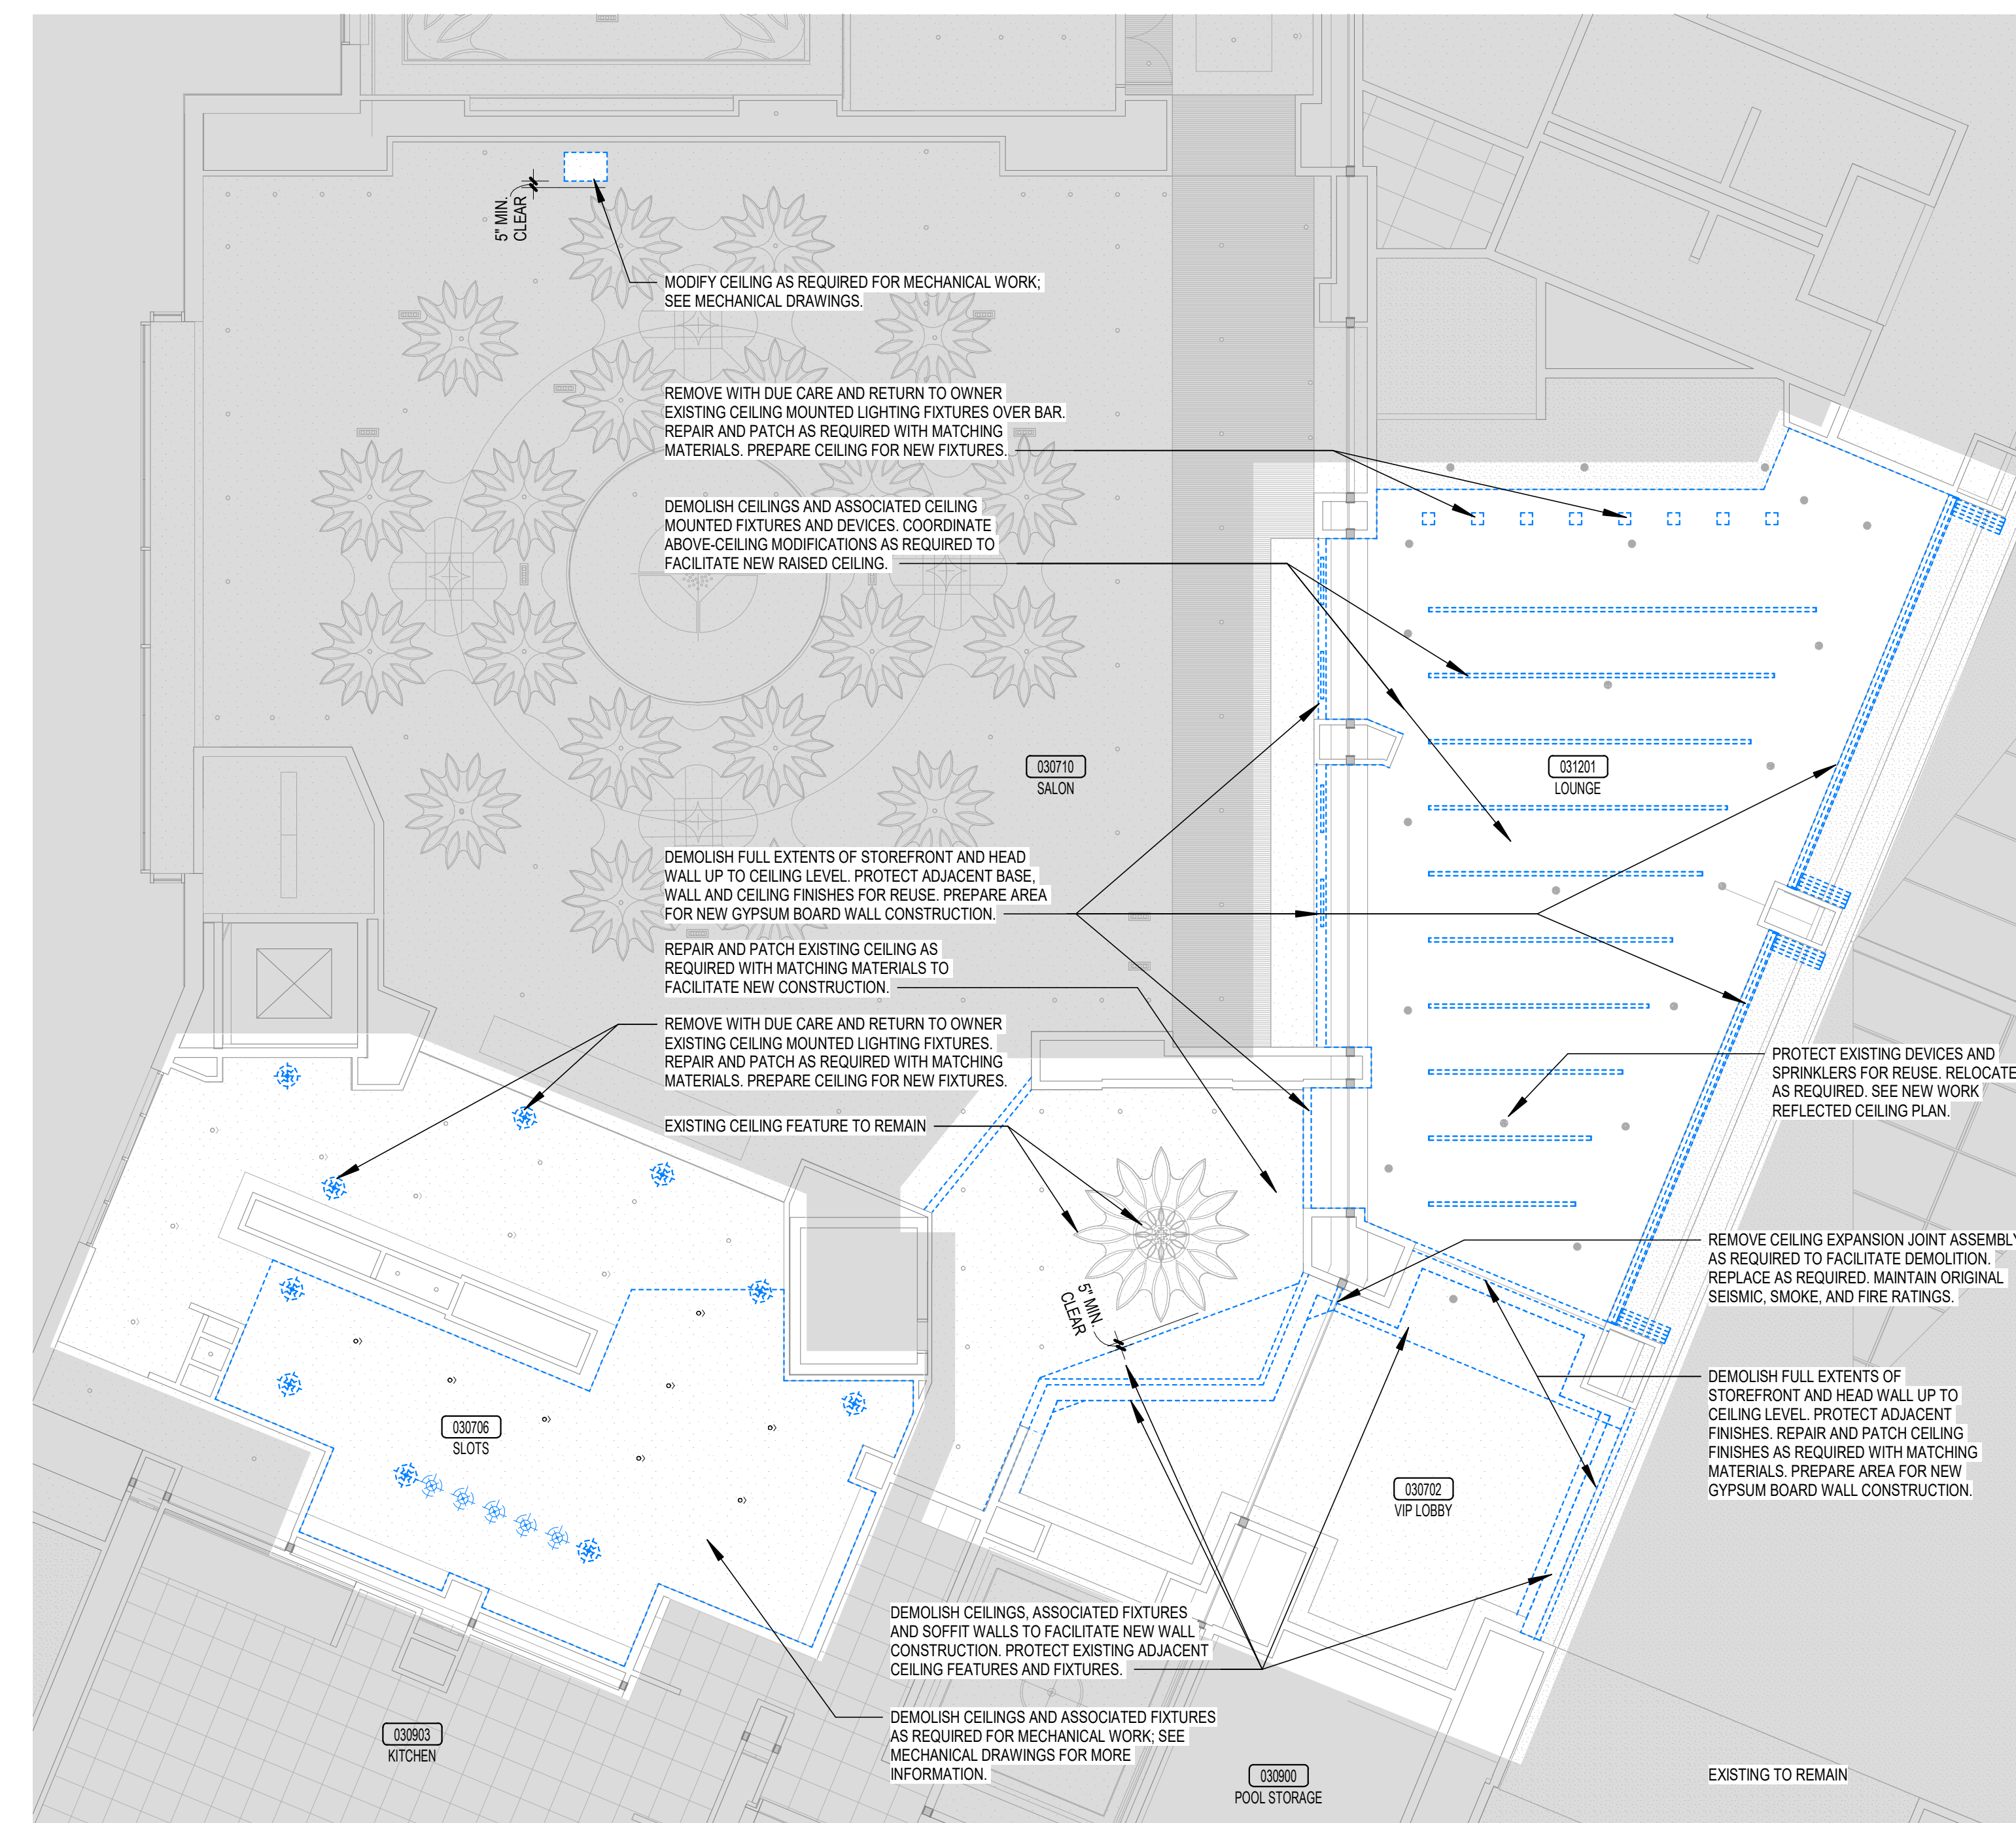 5" MIN.
CLEAR
MODIFY CEILING AS REQUIRED FOR MECHANICAL WORK;
SEE MECHANICAL DRAWINGS.
REMOVE WITH DUE CARE AND RETURN TO OWNER
EXISTING CEILING MOUNTED LIGHTING FIXTURES OVER BAR.
REPAIR AND PATCH AS REQUIRED WITH MATCHING
MATERIALS. PREPARE CEILING FOR NEW FIXTURES.
DEMOLISH CEILINGS AND ASSOCIATED CEILING
MOUNTED FIXTURES AND DEVICES. COORDINATE
ABOVE-CEILING MODIFICATIONS AS REQUIRED TO
FACILITATE NEW RAISED CEILING.
030710
SALON
031201
LOUNGE
DEMOLISH FULL EXTENTS OF STOREFRONT AND HEAD
WALL UP TO CEILING LEVEL. PROTECT ADJACENT BASE,
WALL AND CEILING FINISHES FOR REUSE. PREPARE AREA
FOR NEW GYPSUM BOARD WALL CONSTRUCTION.
REPAIR AND PATCH EXISTING CEILING AS
REQUIRED WITH MATCHING MATERIALS TO
FACILITATE NEW CONSTRUCTION.
REMOVE WITH DUE CARE AND RETURN TO OWNER
EXISTING CEILING MOUNTED LIGHTING FIXTURES.
REPAIR AND PATCH AS REQUIRED WITH MATCHING
MATERIALS. PREPARE CEILING FOR NEW FIXTURES.
EXISTING CEILING FEATURE TO REMAIN
PROTECT EXISTING DEVICES AND
SPRINKLERS FOR REUSE. RELOCATE
AS REQUIRED. SEE NEW WORK
REFLECTED CEILING PLAN.
REMOVE CEILING EXPANSION JOINT ASSEMBLY
AS REQUIRED TO FACILITATE DEMOLITION.
REPLACE AS REQUIRED. MAINTAIN ORIGINAL
SEISMIC, SMOKE, AND FIRE RATINGS.
5" MIN.
CLEAR
DEMOLISH FULL EXTENTS OF
STOREFRONT AND HEAD WALL UP TO
CEILING LEVEL. PROTECT ADJACENT
FINISHES. REPAIR AND PATCH CEILING
FINISHES AS REQUIRED WITH MATCHING
MATERIALS. PREPARE AREA FOR NEW
GYPSUM BOARD WALL CONSTRUCTION.
030706
SLOTS
030702
VIP LOBBY
DEMOLISH CEILINGS, ASSOCIATED FIXTURES
AND SOFFIT WALLS TO FACILITATE NEW WALL
CONSTRUCTION. PROTECT EXISTING ADJACENT
CEILING FEATURES AND FIXTURES.
DEMOLISH CEILINGS AND ASSOCIATED FIXTURES
AS REQUIRED FOR MECHANICAL WORK; SEE
MECHANICAL DRAWINGS FOR MORE
INFORMATION.
030903
KITCHEN
030900
POOL STORAGE
EXISTING TO REMAIN